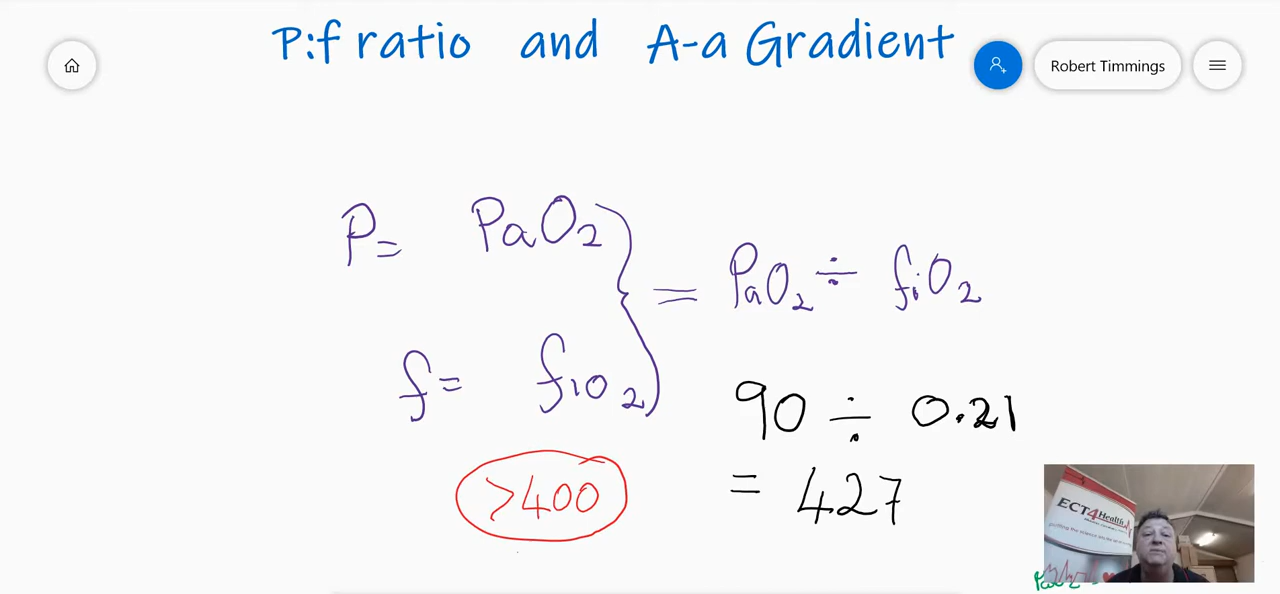 P:f ratio and A-a Gradient
Robert Timmings
P= PaO2
= PaO2 ÷ fiO2
f= fiO2
90 ÷ 0.21
>400
= 427
ECT4Health